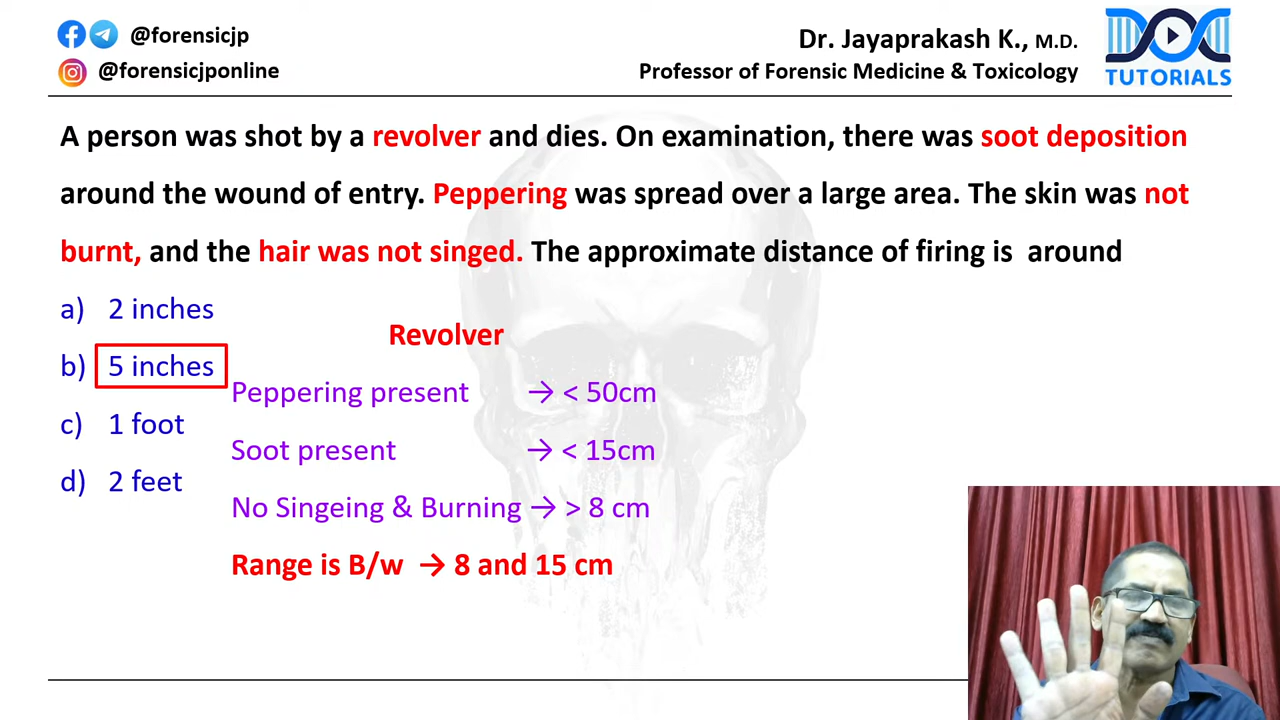 @forensicjp
@forensicjponline
Dr. Jayaprakash K., M.D.
Professor of Forensic Medicine & Toxicology
TUTORIALS
A person was shot by a revolver and dies. On examination, there was soot deposition
around the wound of entry. Peppering was spread over a large area. The skin was not
burnt, and the hair was not singed. The approximate distance of firing is around
a) 2 inches
b) 5 inches
c) 1 foot
d) 2 feet
Revolver
Peppering present → < 50cm
Soot present → < 15cm
No Singeing & Burning → > 8 cm
Range is B/w → 8 and 15 cm